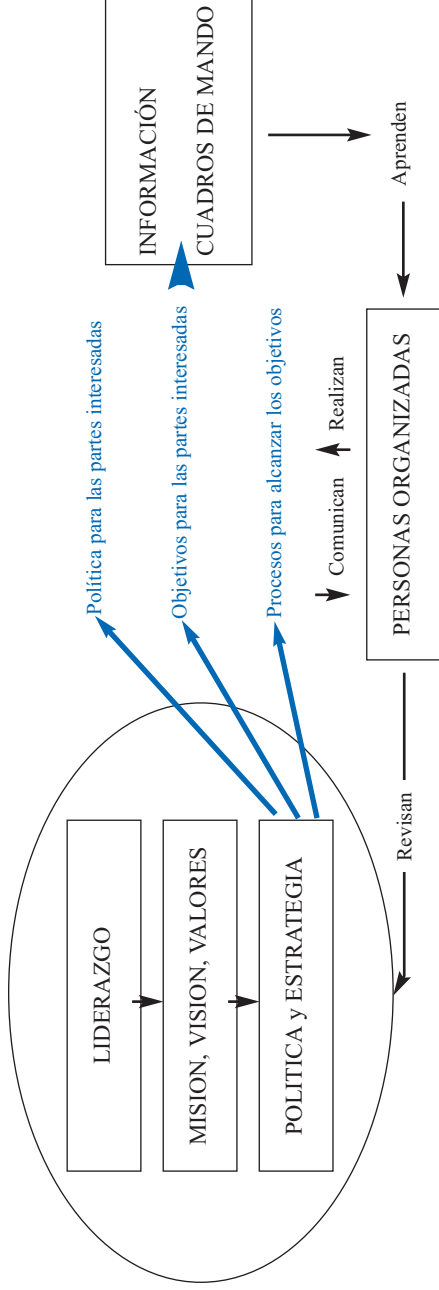 LIDERAZGO
MISION, VISION, VALORES
POLITICA y ESTRATEGIA
Política para las partes interesadas
Objetivos para las partes interesadas
Procesos para alcanzar los objetivos
INFORMACIÓN
CUADROS DE MANDO
Comunican
Realizan
Aprenden
PERSONAS ORGANIZADAS
Revisan